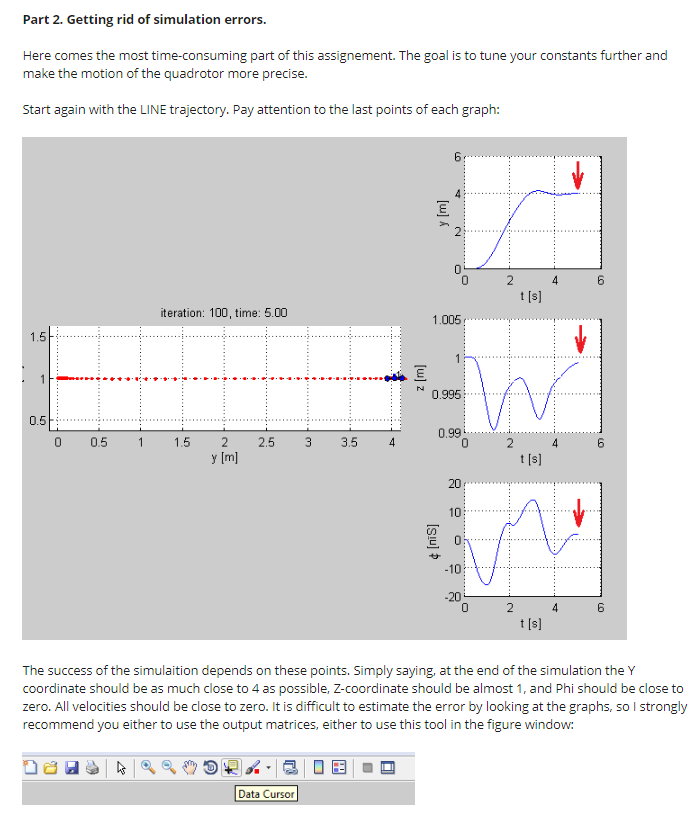 Part 2. Getting rid of simulation errors.
Here comes the most time-consuming part of this assignement. The goal is to tune your constants further and
make the motion of the quadrotor more precise.
Start again with the LINE trajectory. Pay attention to the last points of each graph:
6
4
2
0
y [m]
0 2 4 6
t [s]
iteration: 100, time: 5.00
1.5
1
0.5
0 0.5 1 1.5 2 2.5 3 3.5 4
y [m]
1.005
1
0.995
0.99
z [m]
0 2 4 6
t [s]
20
10
0
-10
-20
ϕ [níS]
0 2 4 6
t [s]
The success of the simulaition depends on these points. Simply saying, at the end of the simulation the Y
coordinate should be as much close to 4 as possible, Z-coordinate should be almost 1, and Phi should be close to
zero. All velocities should be close to zero. It is difficult to estimate the error by looking at the graphs, so I strongly
recommend you either to use the output matrices, either to use this tool in the figure window:
Data Cursor